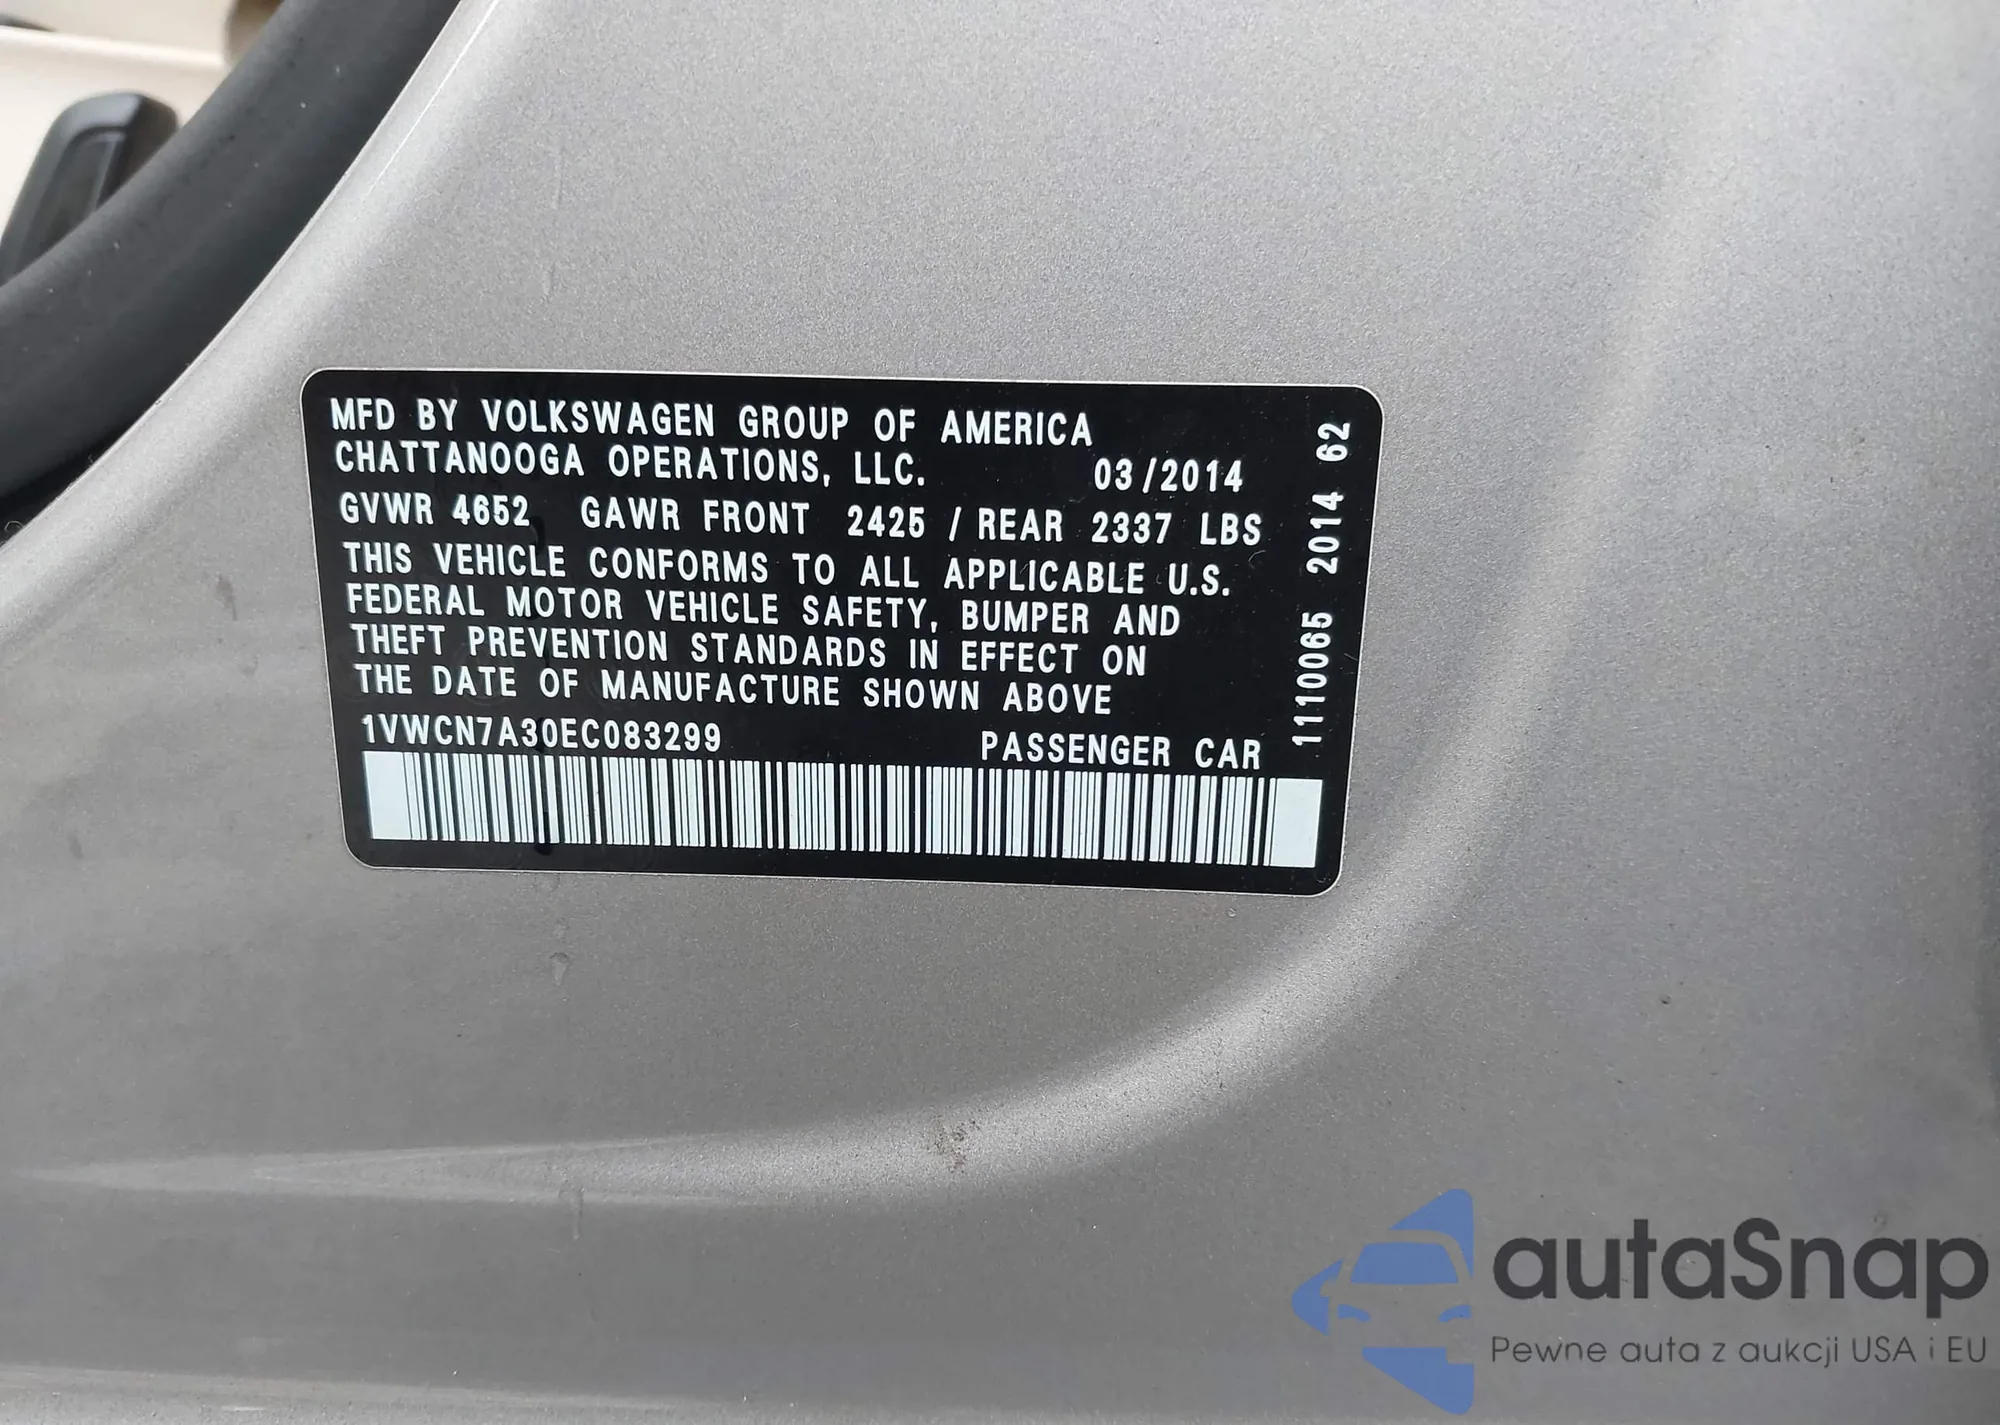 MFD BY VOLKSWAGEN GROUP OF AMERICA
CHATTANOOGA OPERATIONS, LLC. 03/2014
GVWR 4652 GAWR FRONT 2425 / REAR 2337 LBS
THIS VEHICLE CONFORMS TO ALL APPLICABLE U.S.
FEDERAL MOTOR VEHICLE SAFETY, BUMPER AND
THEFT PREVENTION STANDARDS IN EFFECT ON
THE DATE OF MANUFACTURE SHOWN ABOVE
1VWCN7A30EC083299 PASSENGER CAR
1110065 2014 62
autaSnap
Pewne auta z aukcji USA i EU